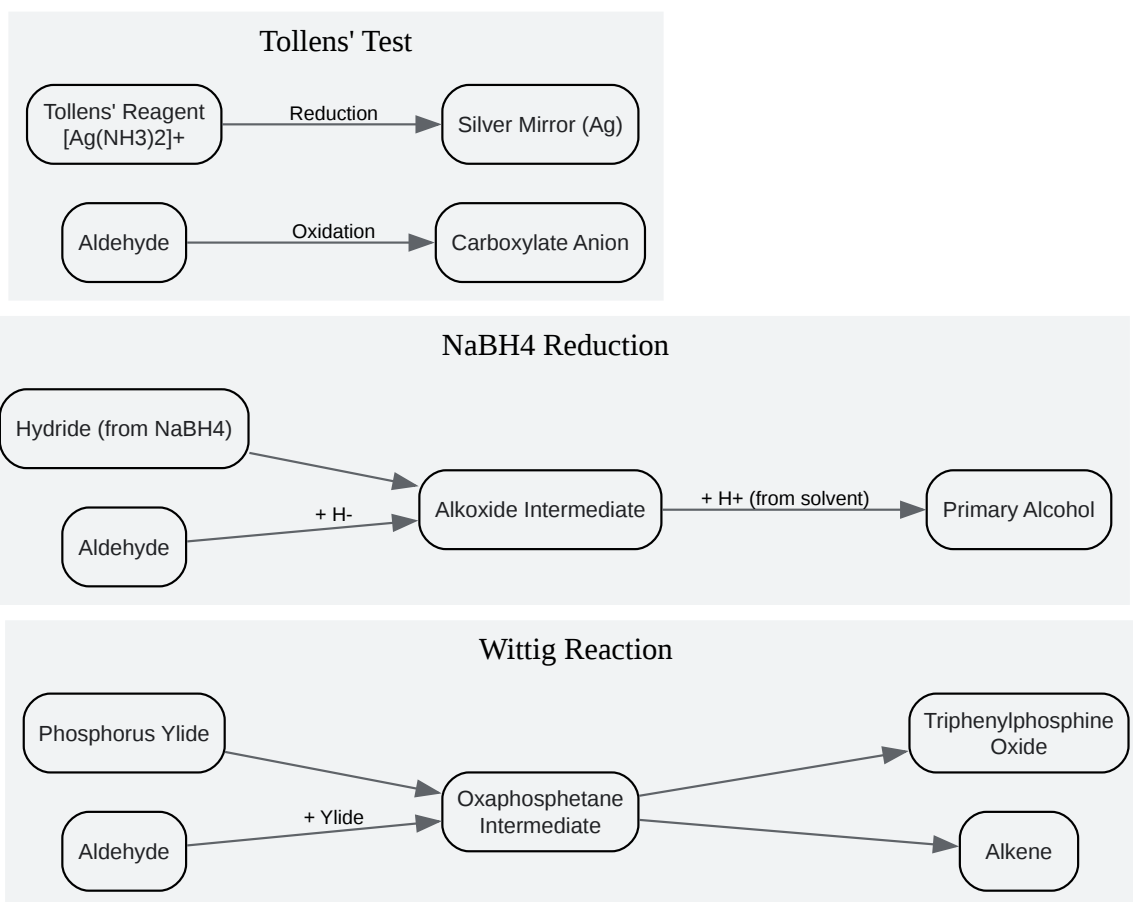 Tollens' Test
Tollens' Reagent
[Ag(NH3)2]+
Reduction
Silver Mirror (Ag)
Aldehyde
Oxidation
Carboxylate Anion
NaBH4 Reduction
Hydride (from NaBH4)
Aldehyde
+ H-
Alkoxide Intermediate
+ H+ (from solvent)
Primary Alcohol
Wittig Reaction
Phosphorus Ylide
Aldehyde
+ Ylide
Oxaphosphetane
Intermediate
Triphenylphosphine
Oxide
Alkene